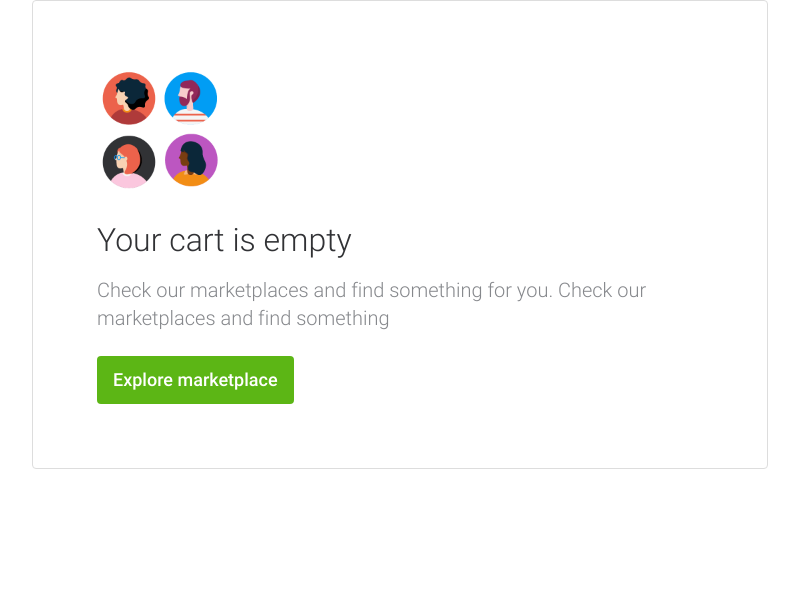 Your cart is empty
Check our marketplaces and find something for you. Check our
marketplaces and find something
Explore marketplace